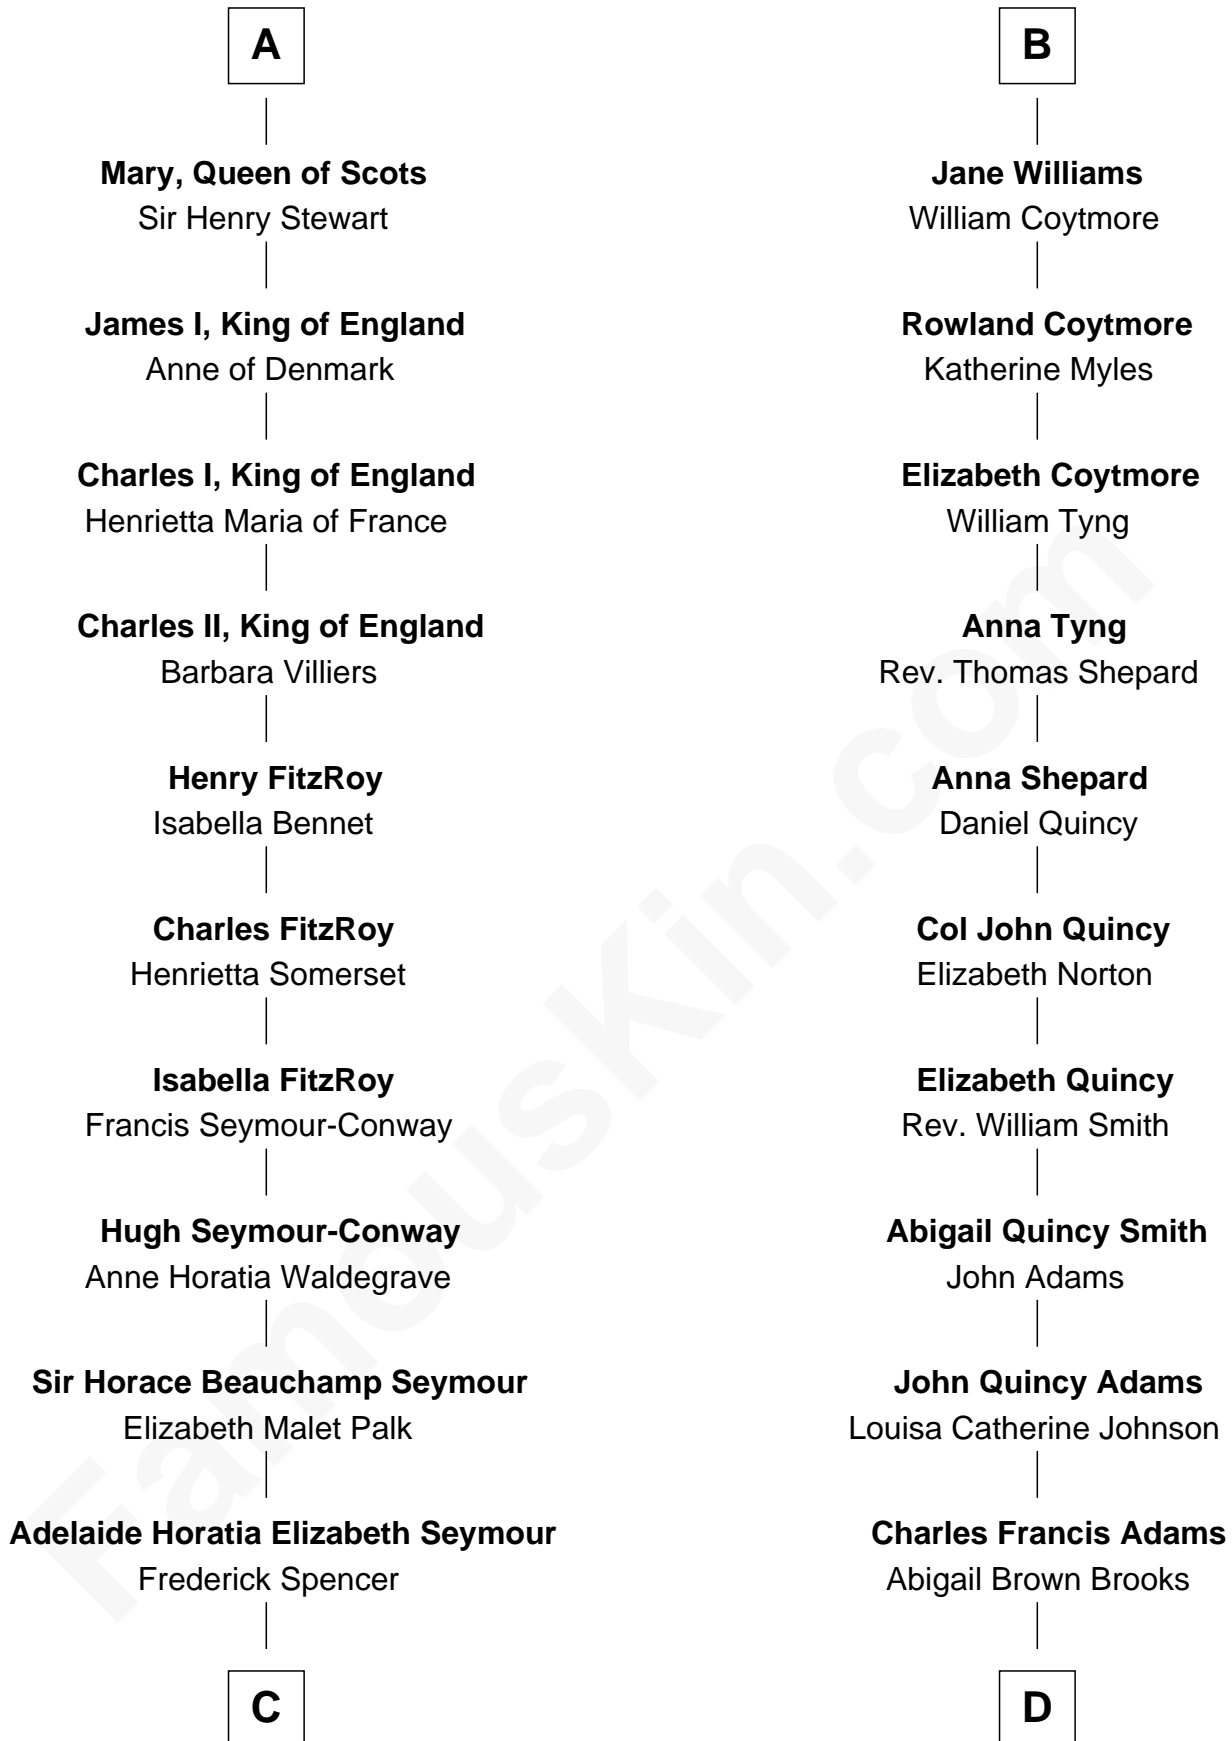 A
Mary, Queen of Scots
Sir Henry Stewart
James I, King of England
Anne of Denmark
Charles I, King of England
Henrietta Maria of France
Charles II, King of England
Barbara Villiers
Henry FitzRoy
Isabella Bennet
Charles FitzRoy
Henrietta Somerset
Isabella FitzRoy
Francis Seymour-Conway
Hugh Seymour-Conway
Anne Horatia Waldegrave
Sir Horace Beauchamp Seymour
Elizabeth Malet Palk
Adelaide Horatia Elizabeth Seymour
Frederick Spencer
C
B
Jane Williams
William Coytmore
Rowland Coytmore
Katherine Myles
Elizabeth Coytmore
William Tyng
Anna Tyng
Rev. Thomas Shepard
Anna Shepard
Daniel Quincy
Col John Quincy
Elizabeth Norton
Elizabeth Quincy
Rev. William Smith
Abigail Quincy Smith
John Adams
John Quincy Adams
Louisa Catherine Johnson
Charles Francis Adams
Abigail Brown Brooks
D
FamousKin.com